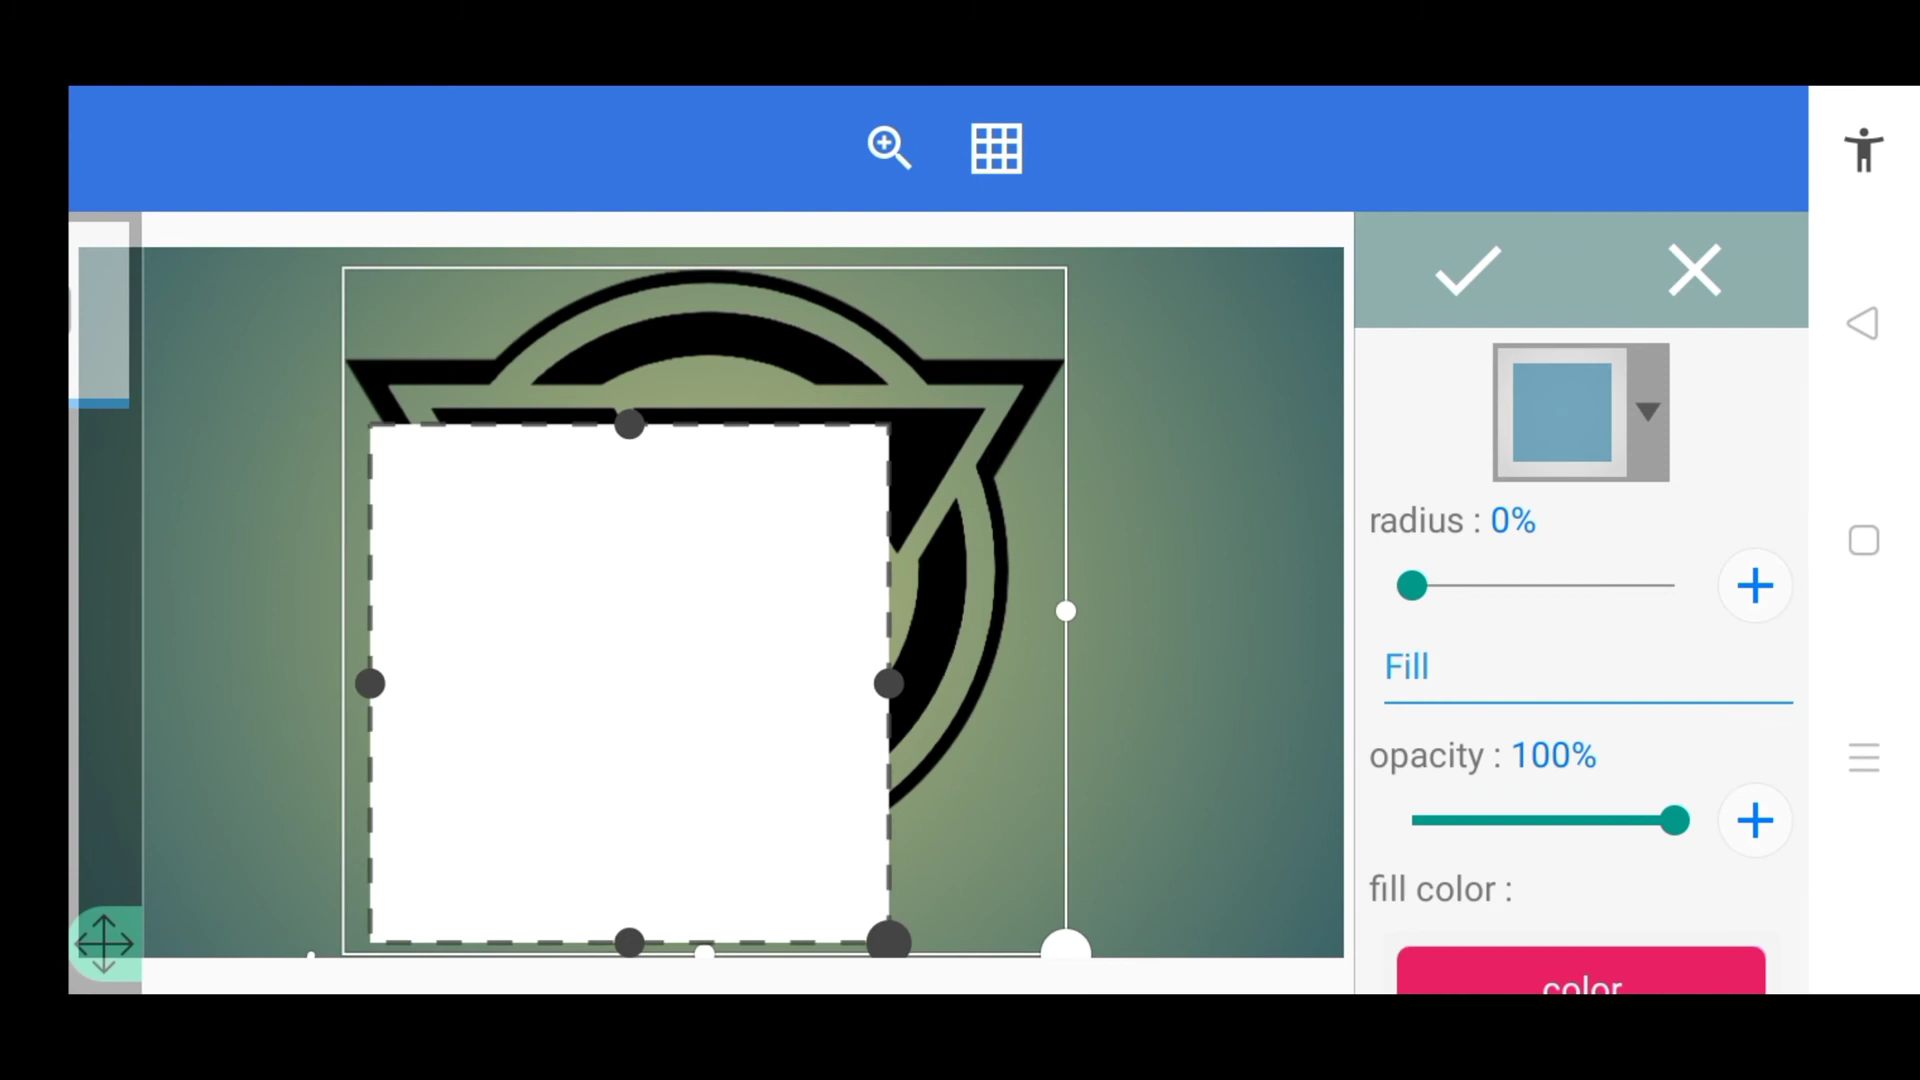 radius : 0%
Fill
opacity : 100%
fill color :
color